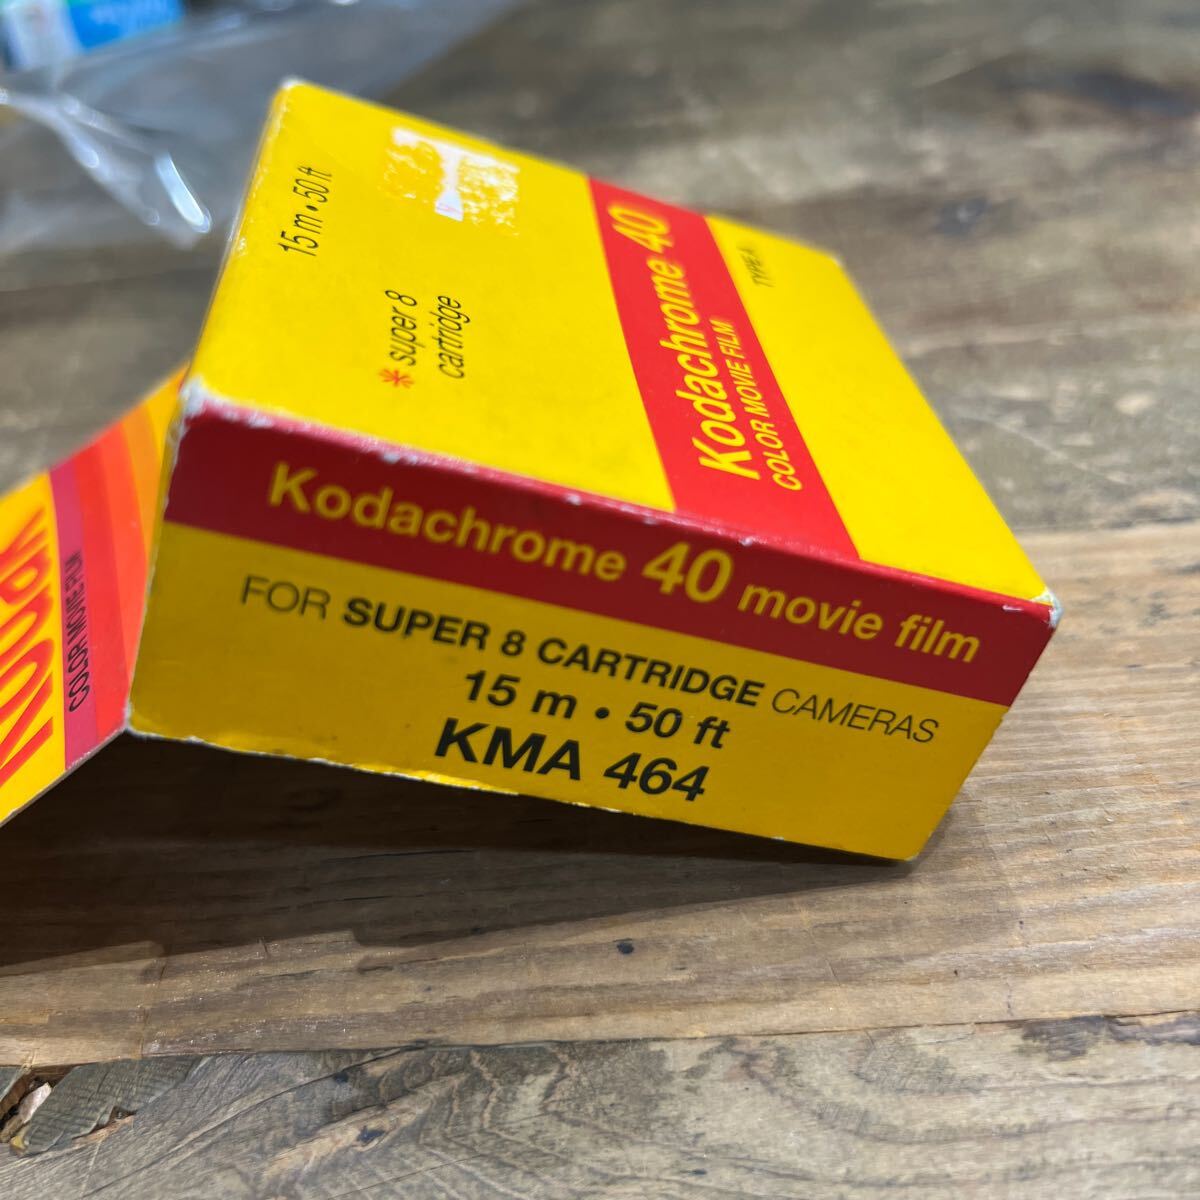 15 m • 50 ft
* super 8
cartridge
Kodachrome 40
COLOR MOVIE FILM
TYPE A
Kodachrome 40 movie film
FOR SUPER 8 CARTRIDGE CAMERAS
15 m • 50 ft
KMA 464
COLOR MOVIE FILM